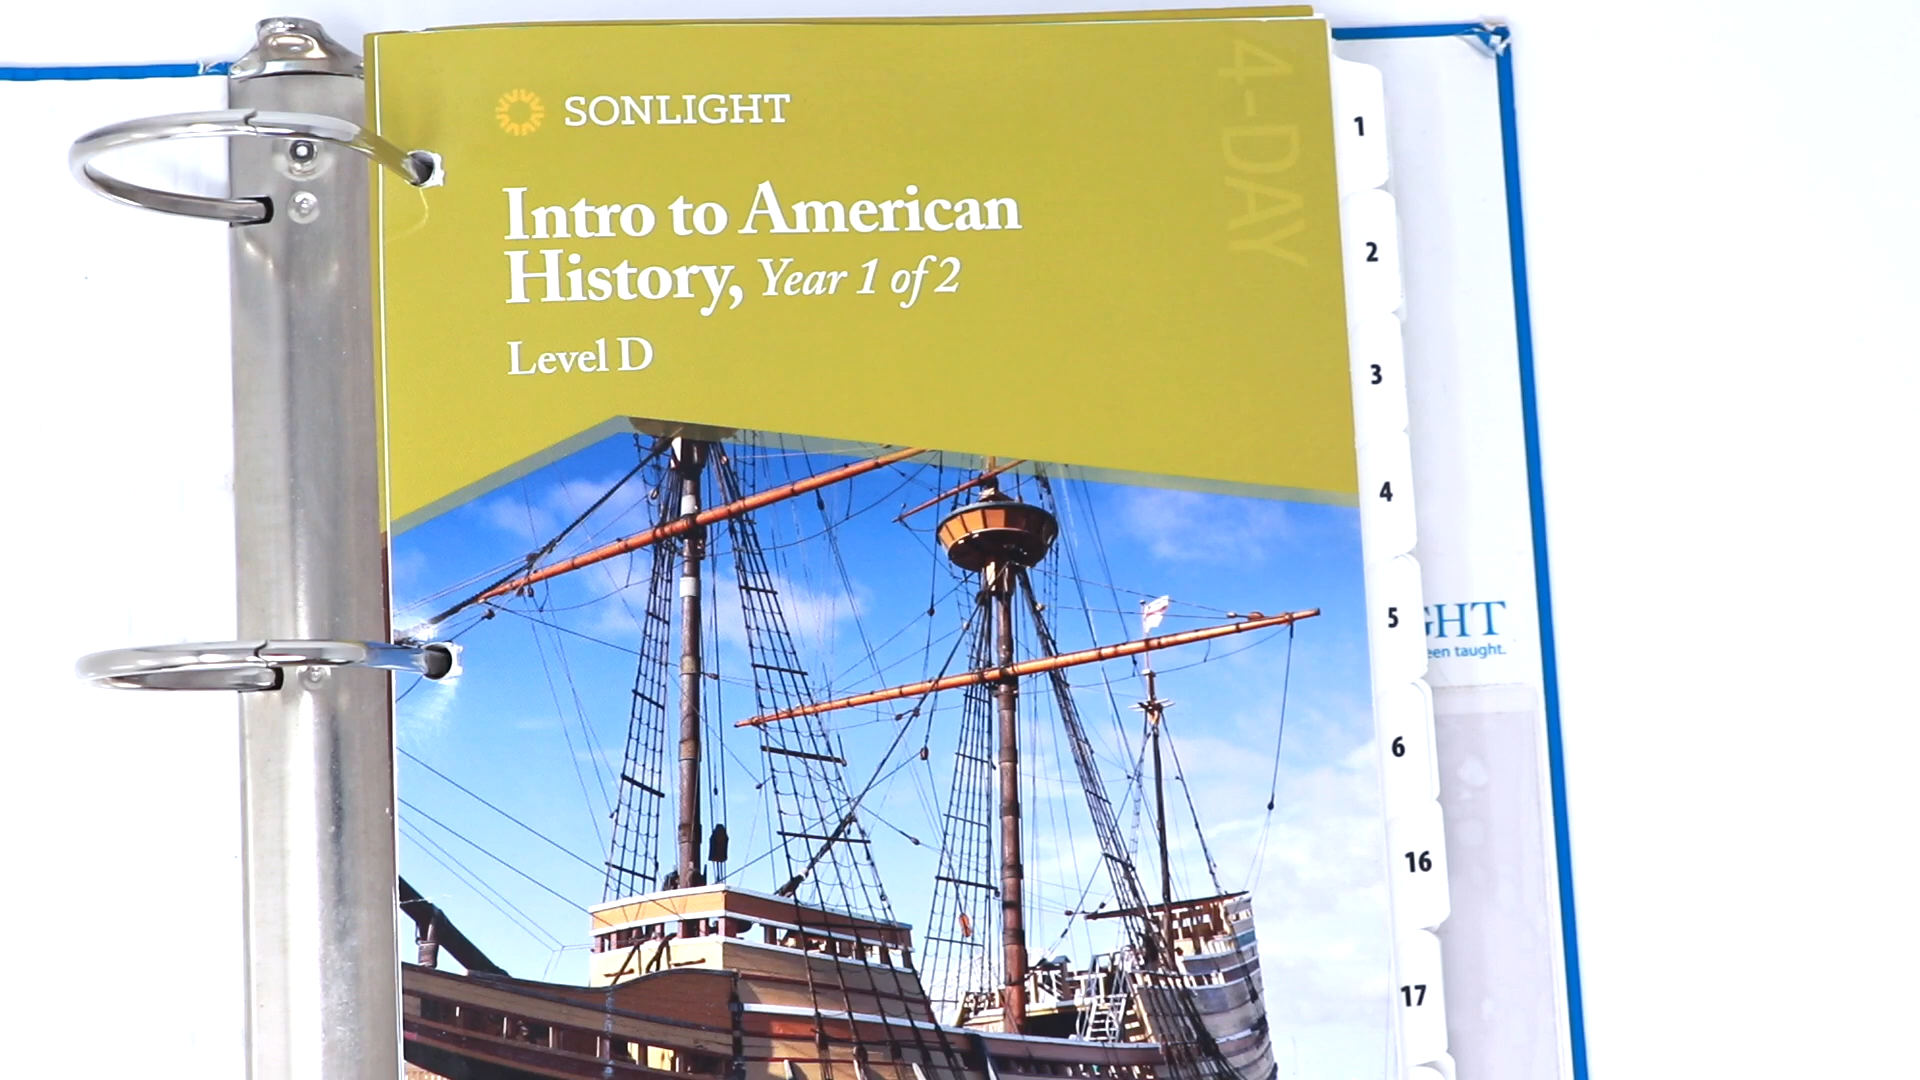 SONLIGHT
4-DAY
Intro to American
History, Year 1 of 2
Level D
1
2
3
4
5
6
16
17
GHT
een taught.